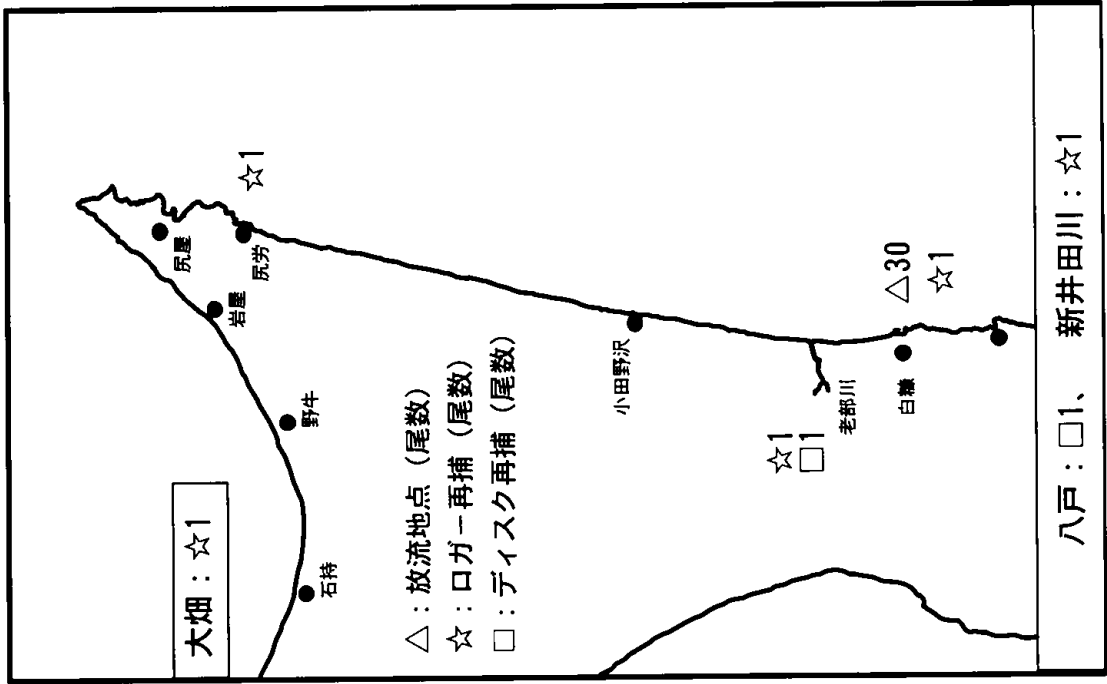 大畑：☆1
尻屋
尻労
☆1
岩屋
野牛
石持
△：放流地点（尾数）
☆：ロガー再捕（尾数）
□：ディスク再捕（尾数）
小田野沢
☆1
□1
老部川
白糠
△30
☆1
八戸：□1、 新井田川：☆1